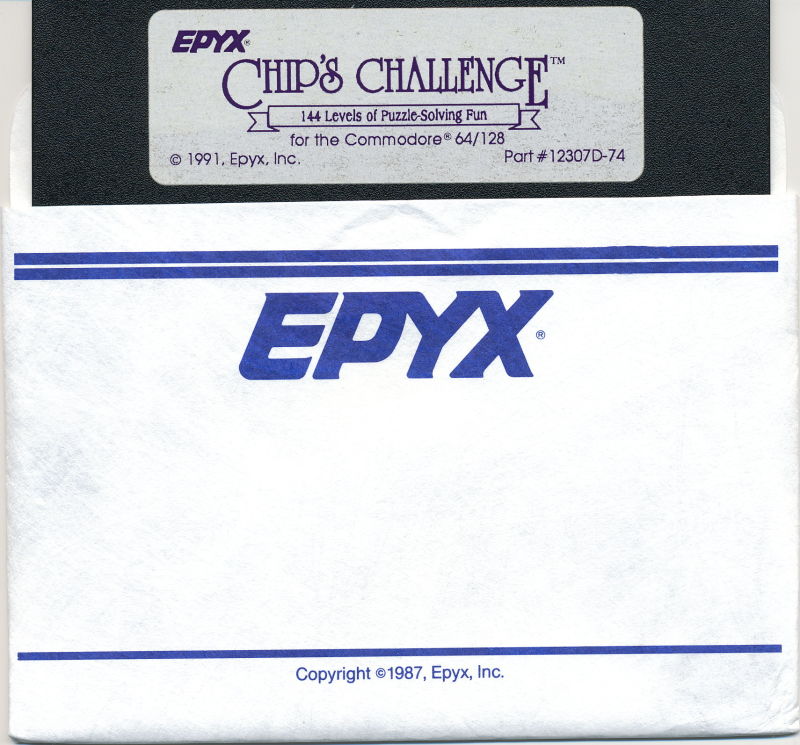 EPYX®
CHIP'S CHALLENGE™
144 Levels of Puzzle-Solving Fun
for the Commodore® 64/128
© 1991, Epyx, Inc. Part #12307D-74
EPYX®
Copyright ©1987, Epyx, Inc.